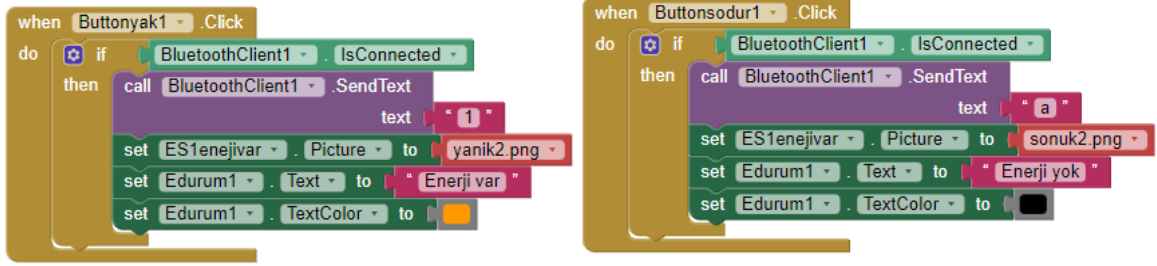 when Buttonyak1 .Click
do if BluetoothClient1 . IsConnected
then call BluetoothClient1 .SendText
text " 1 "
set ES1enejivar . Picture to yanik2.png
set Edurum1 . Text to " Enerji var "
set Edurum1 . TextColor to
when Buttonsodur1 .Click
do if BluetoothClient1 . IsConnected
then call BluetoothClient1 .SendText
text " a "
set ES1enejivar . Picture to sonuk2.png
set Edurum1 . Text to " Enerji yok "
set Edurum1 . TextColor to